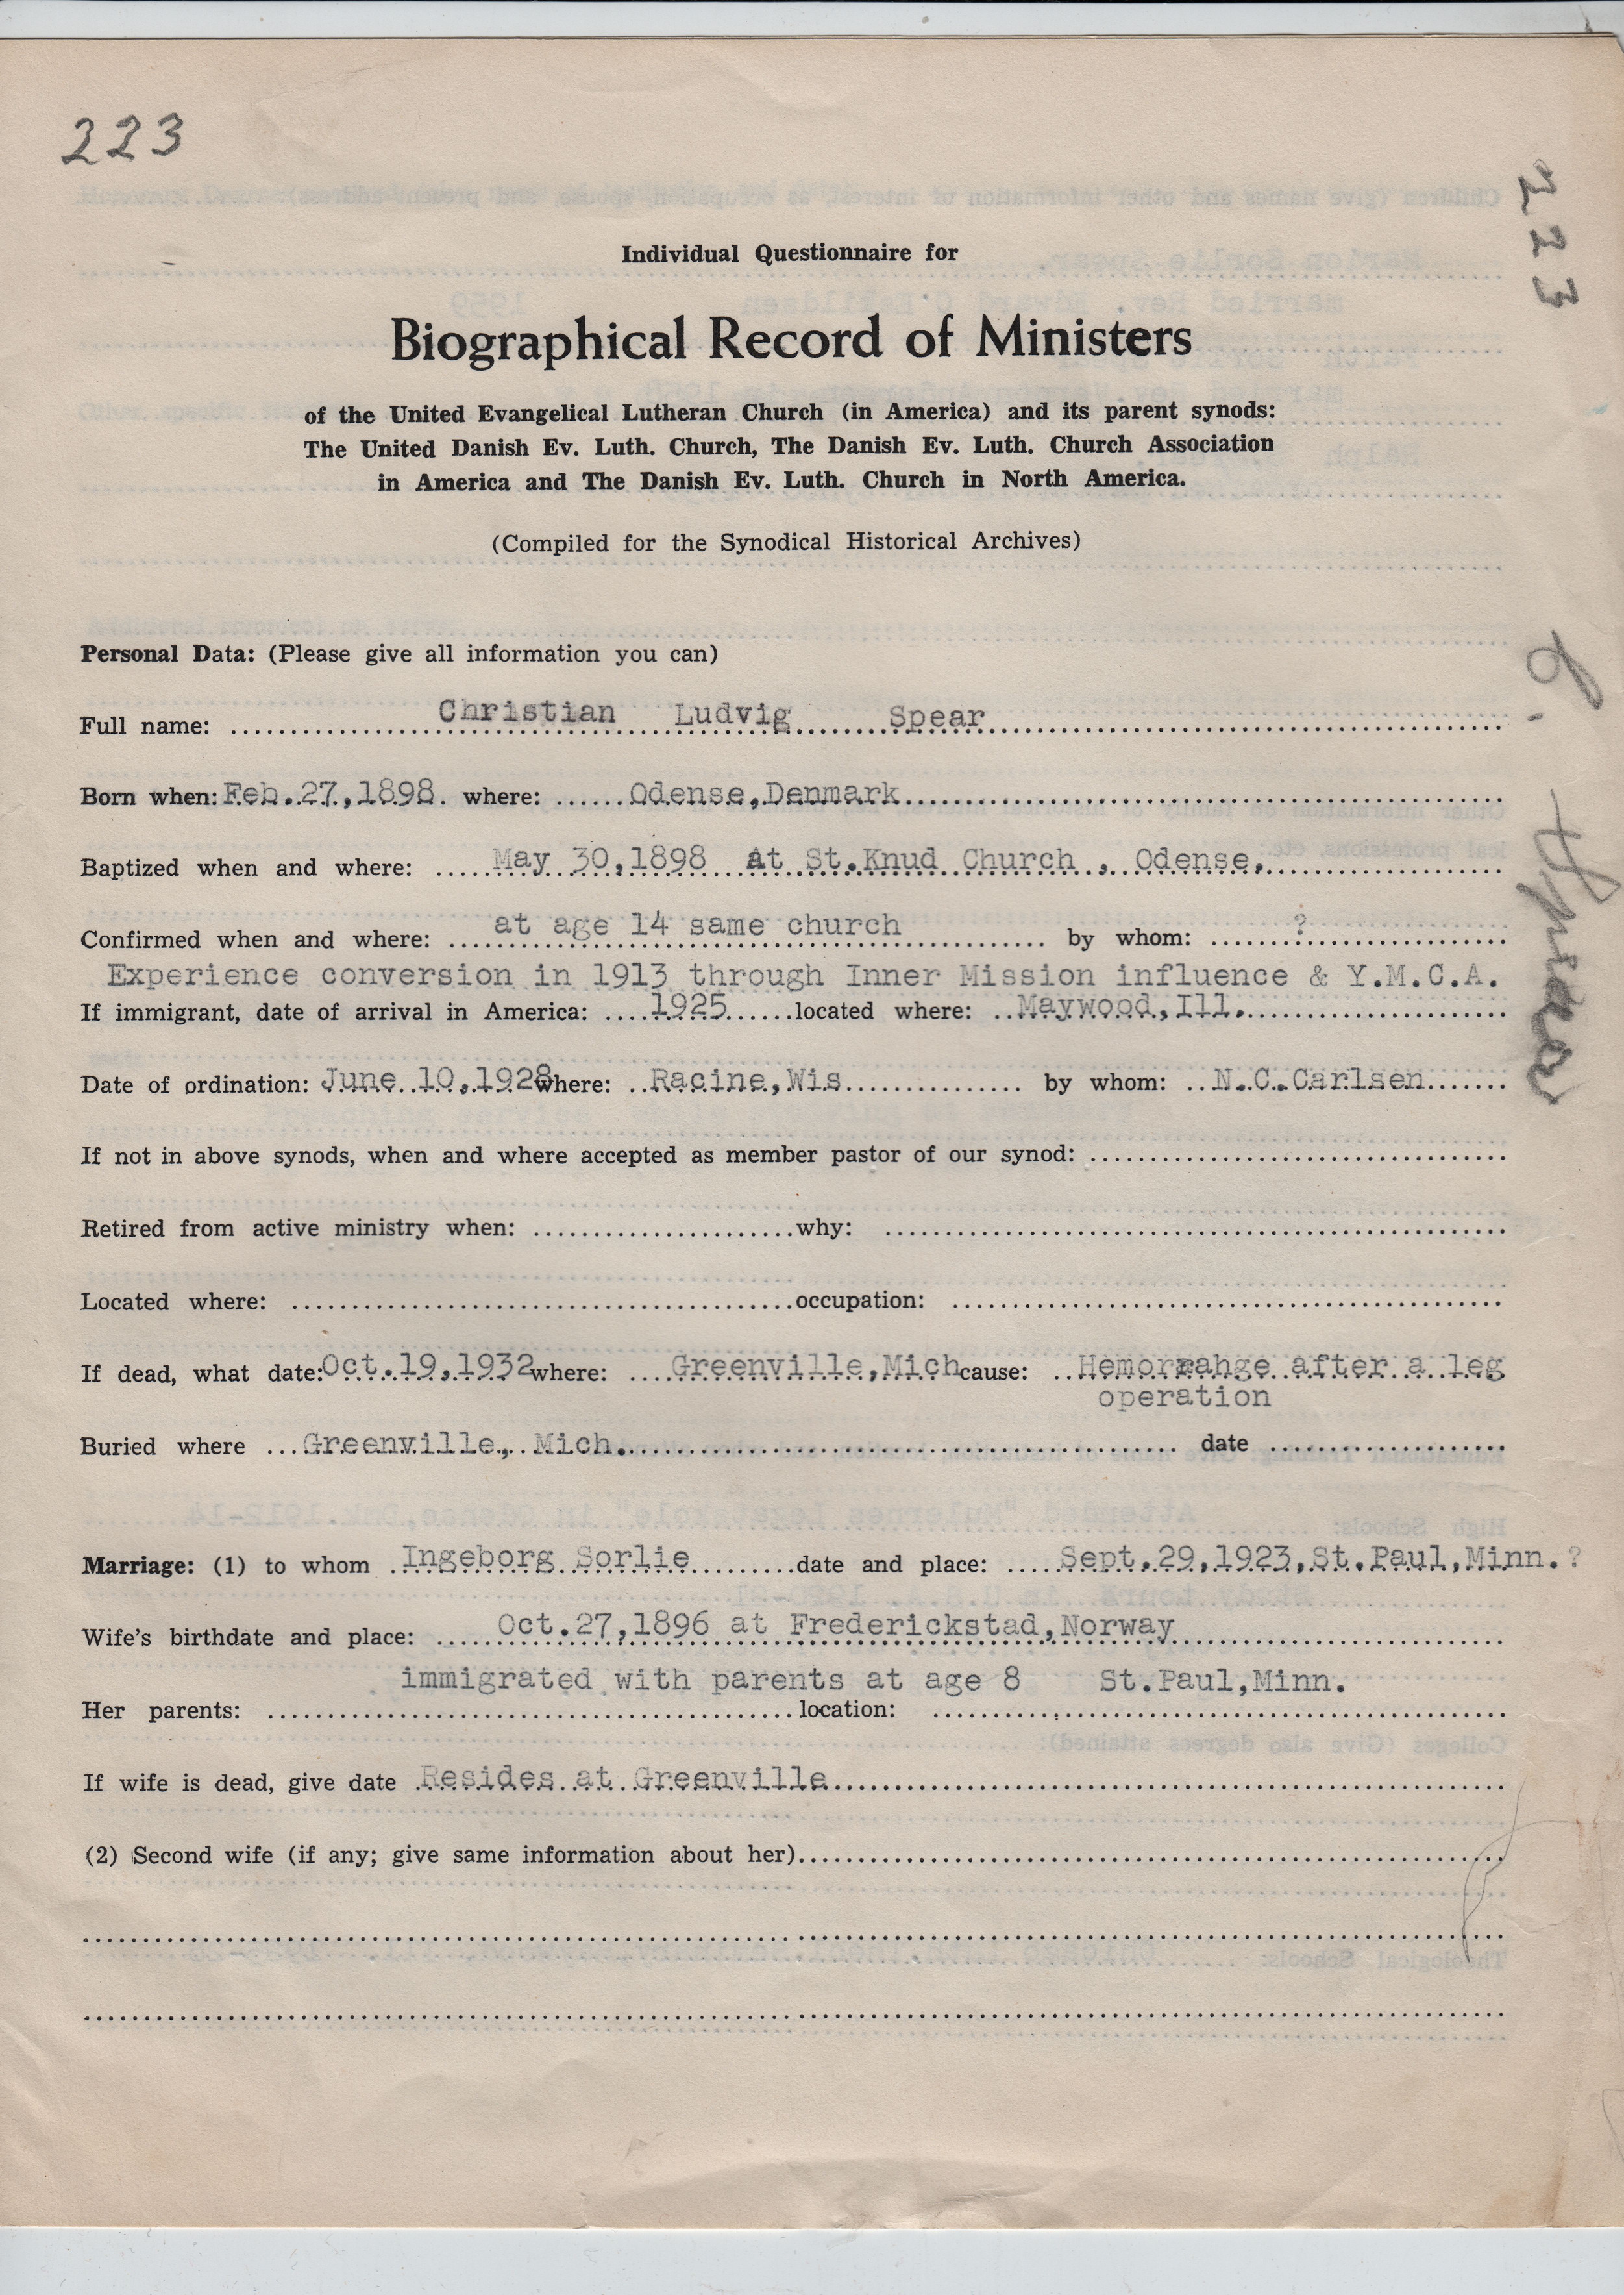 223
Individual Questionnaire for
Biographical Record of Ministers
of the United Evangelical Lutheran Church (in America) and its parent synods:
The United Danish Ev. Luth. Church, The Danish Ev. Luth. Church Association
in America and The Danish Ev. Luth. Church in North America.
(Compiled for the Synodical Historical Archives)
Personal Data: (Please give all information you can)
Full name: Christian Ludvig Spear
Born when: Feb.27,1898. where: Odense,Denmark
Baptized when and where: May 30,1898 At St.Knud Church, Odense,
Confirmed when and where: at age 14 same church by whom: ?
Experience conversion in 1913 through Inner Mission influence & Y.M.C.A.
If immigrant, date of arrival in America: 1925 located where: Maywood,Ill.
Date of ordination: June 10,1928 where: Racine,Wis by whom: N.C.Carlsen
If not in above synods, when and where accepted as member pastor of our synod:
Retired from active ministry when: why:
Located where: occupation:
If dead, what date: Oct.19,1932 where: Greenville,Mich cause: Hemorrahge after a leg
operation
Buried where Greenville, Mich. date
Marriage: (1) to whom Ingeborg Sorlie date and place: Sept.29,1923,St.Paul,Minn.?
Wife's birthdate and place: Oct.27,1896 at Frederickstad,Norway
immigrated with parents at age 8 St.Paul,Minn.
Her parents: location:
If wife is dead, give date Resides at Greenville
(2) Second wife (if any; give same information about her)
223
Spear